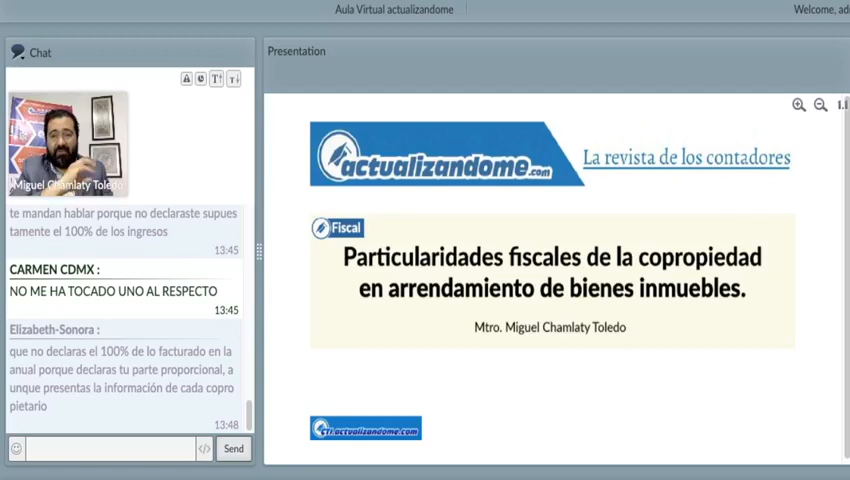 Aula Virtual actualizandome
Welcome, ad
Chat
Miguel Chamlaty Toledo
te mandan hablar porque no declaraste supues
tamente el 100% de los ingresos
13:45
CARMEN CDMX :
NO ME HA TOCADO UNO AL RESPECTO
13:45
Elizabeth-Sonora :
que no declaras el 100% de lo facturado en la
anual porque declaras tu parte proporcional, a
unque presentas la información de cada copro
pietario
13:48
Send
Presentation
actualizandome.com
La revista de los contadores
Fiscal
Particularidades fiscales de la copropiedad
en arrendamiento de bienes inmuebles.
Mtro. Miguel Chamlaty Toledo
actualizandome.com